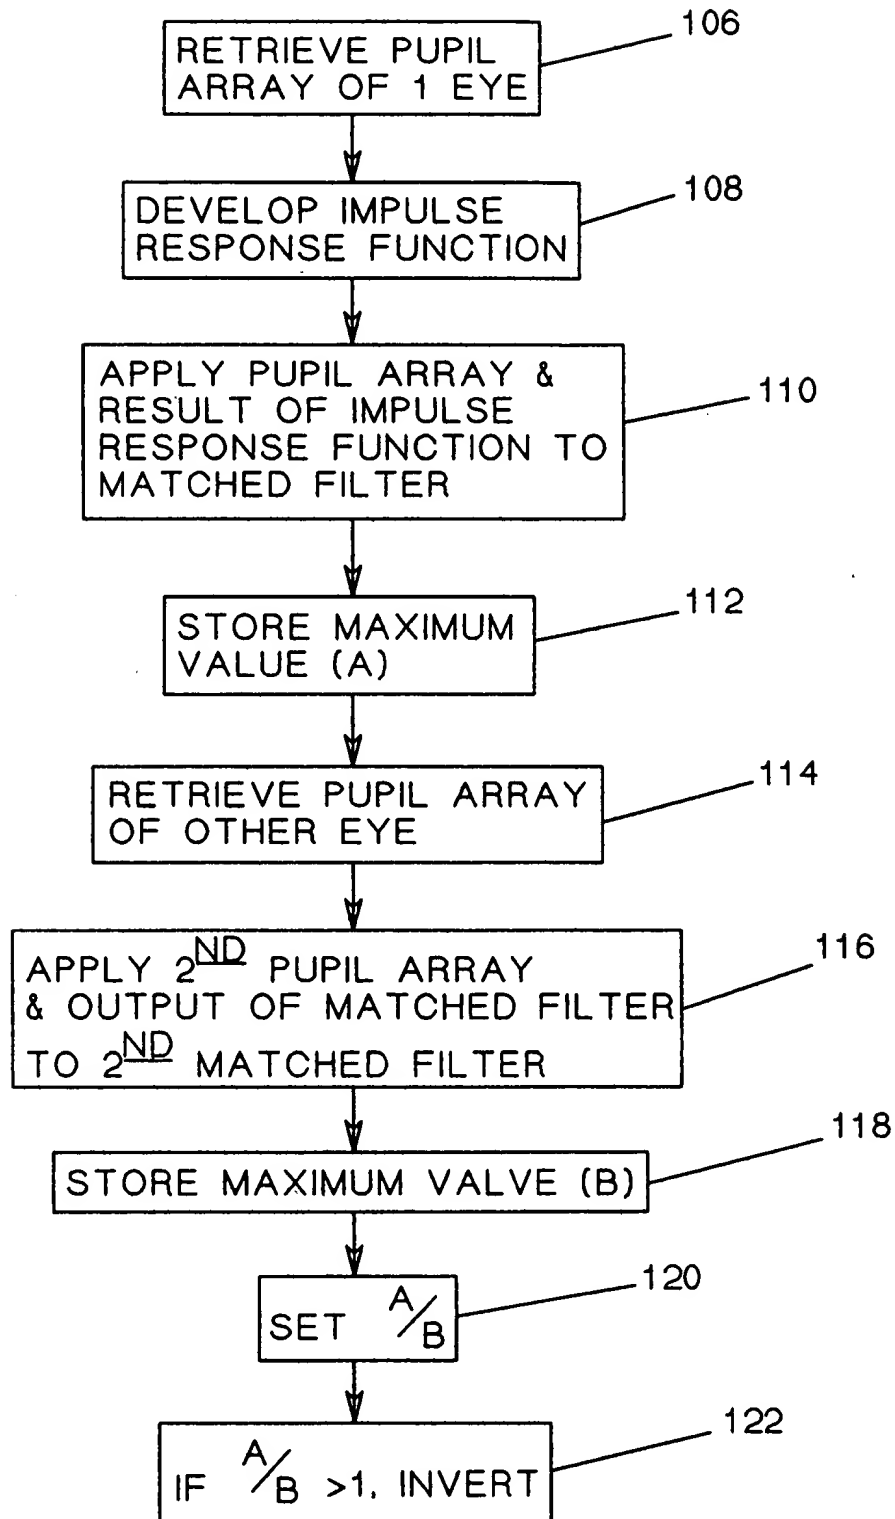 RETRIEVE PUPIL
ARRAY OF 1 EYE
106
DEVELOP IMPULSE
RESPONSE FUNCTION
108
APPLY PUPIL ARRAY &
RESULT OF IMPULSE
RESPONSE FUNCTION TO
MATCHED FILTER
110
STORE MAXIMUM
VALUE (A)
112
RETRIEVE PUPIL ARRAY
OF OTHER EYE
114
APPLY 2ND PUPIL ARRAY
& OUTPUT OF MATCHED FILTER
TO 2ND MATCHED FILTER
116
STORE MAXIMUM VALVE (B)
118
SET A/B
120
IF A/B >1, INVERT
122